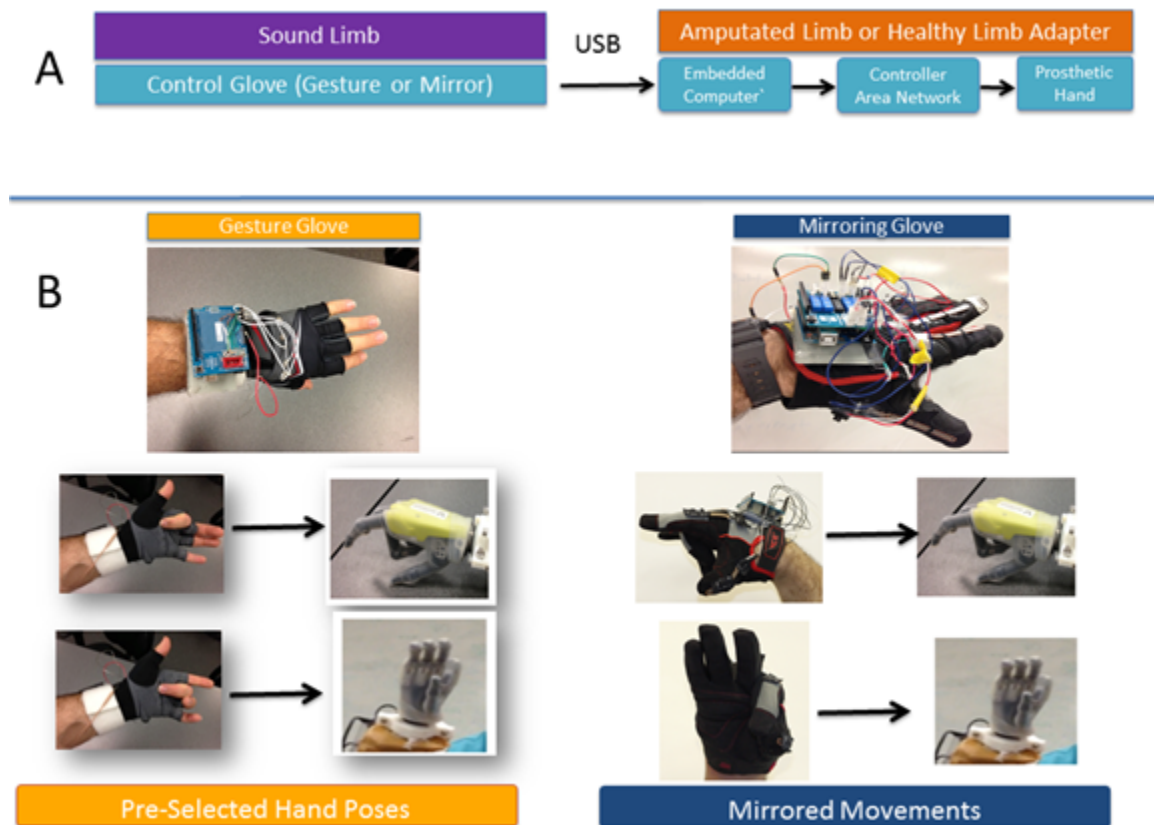 A
Sound Limb
Control Glove (Gesture or Mirror)
USB
Amputated Limb or Healthy Limb Adapter
Embedded
Computer`
Controller
Area Network
Prosthetic
Hand
B
Gesture Glove
Mirroring Glove
Pre-Selected Hand Poses
Mirrored Movements